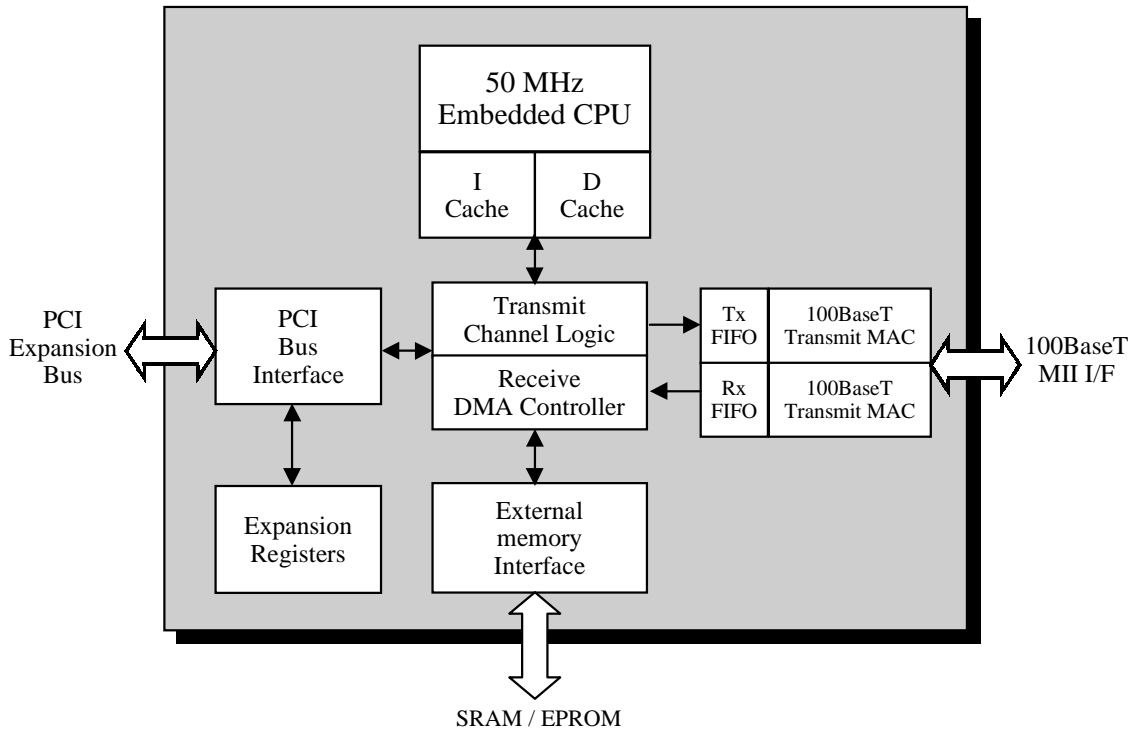 50 MHz
Embedded CPU
I
Cache
D
Cache
PCI
Expansion
Bus
PCI
Bus
Interface
Transmit
Channel Logic
Receive
DMA Controller
Tx
FIFO
100BaseT
Transmit MAC
Rx
FIFO
100BaseT
Transmit MAC
100BaseT
MII I/F
Expansion
Registers
External
memory
Interface
SRAM / EPROM